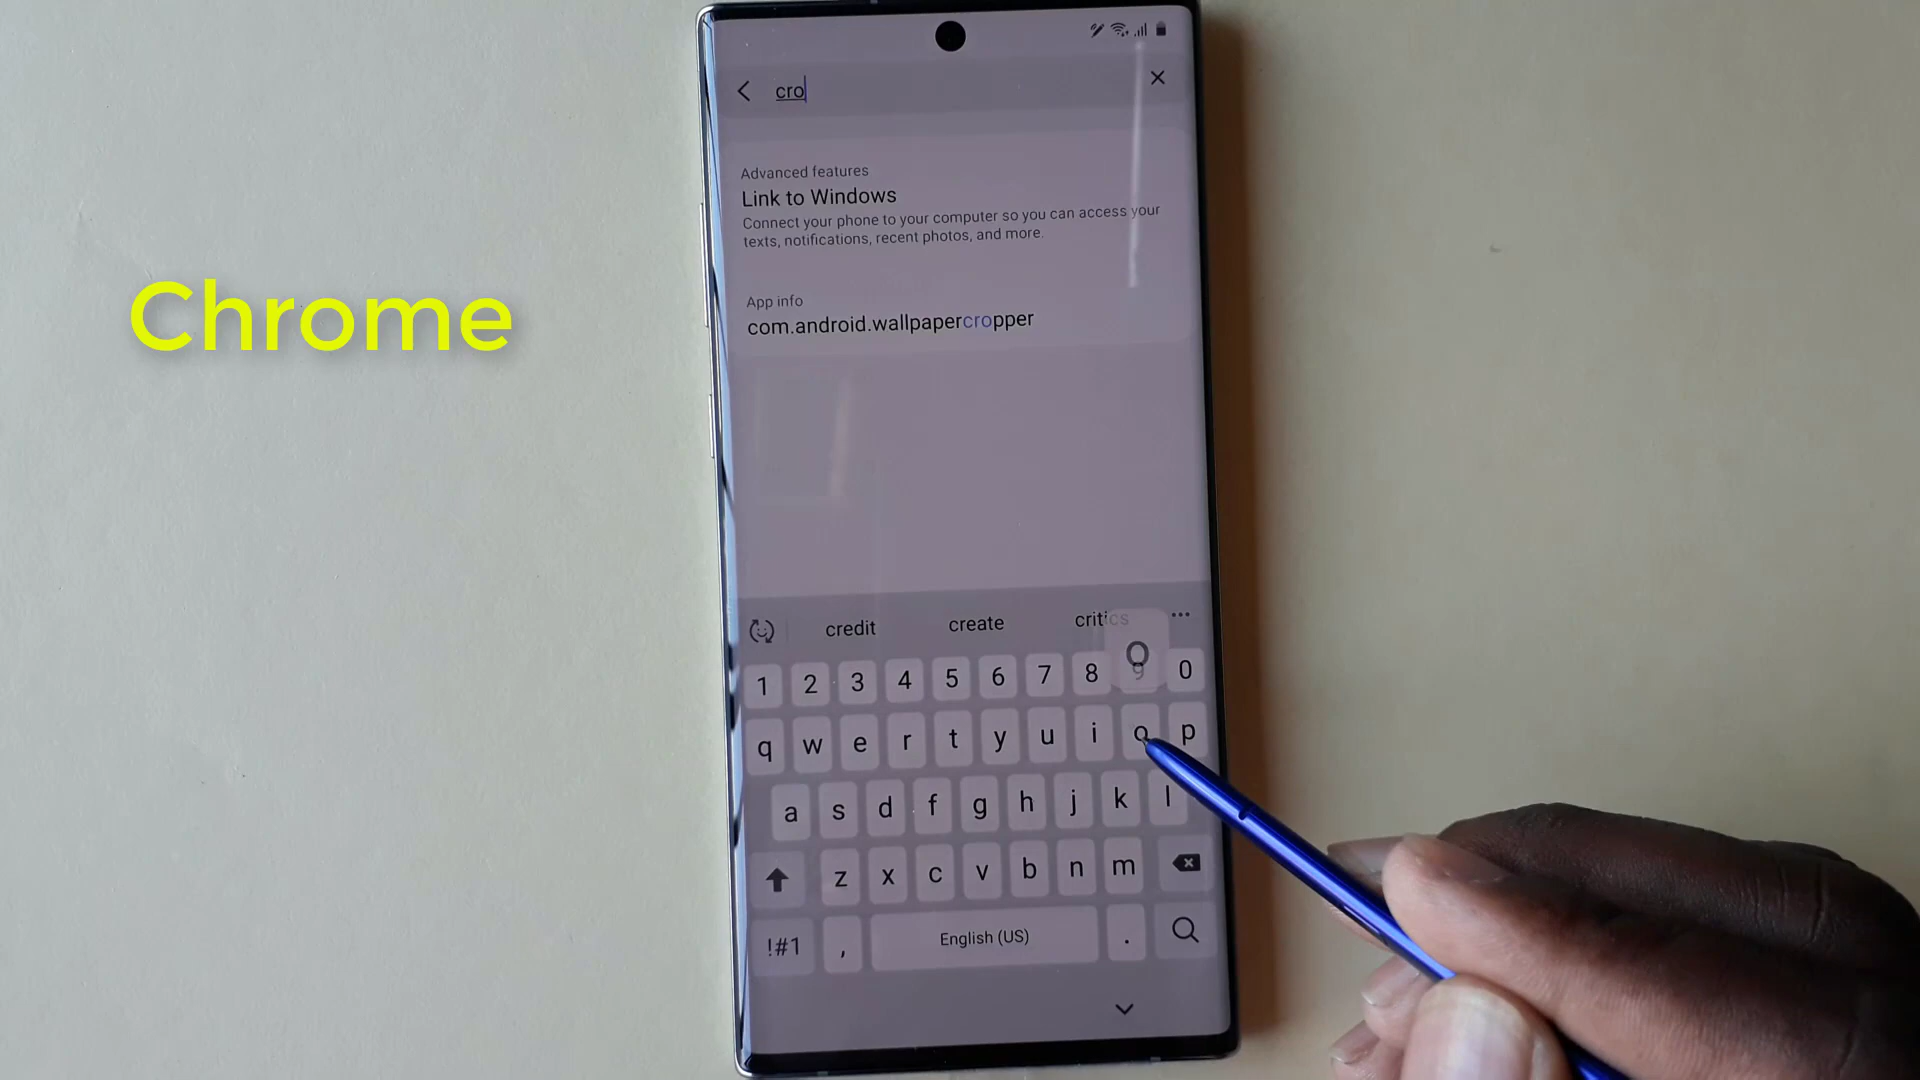 cro
Advanced features
Link to Windows
Connect your phone to your computer so you can access your
texts, notifications, recent photos, and more.
App info
com.android.wallpapercropper
Chrome
credit create critics
1 2 3 4 5 6 7 8 9 0
o
q w e r t y u i o p
a s d f g h j k l
z x c v b n m
!#1 , English (US) .